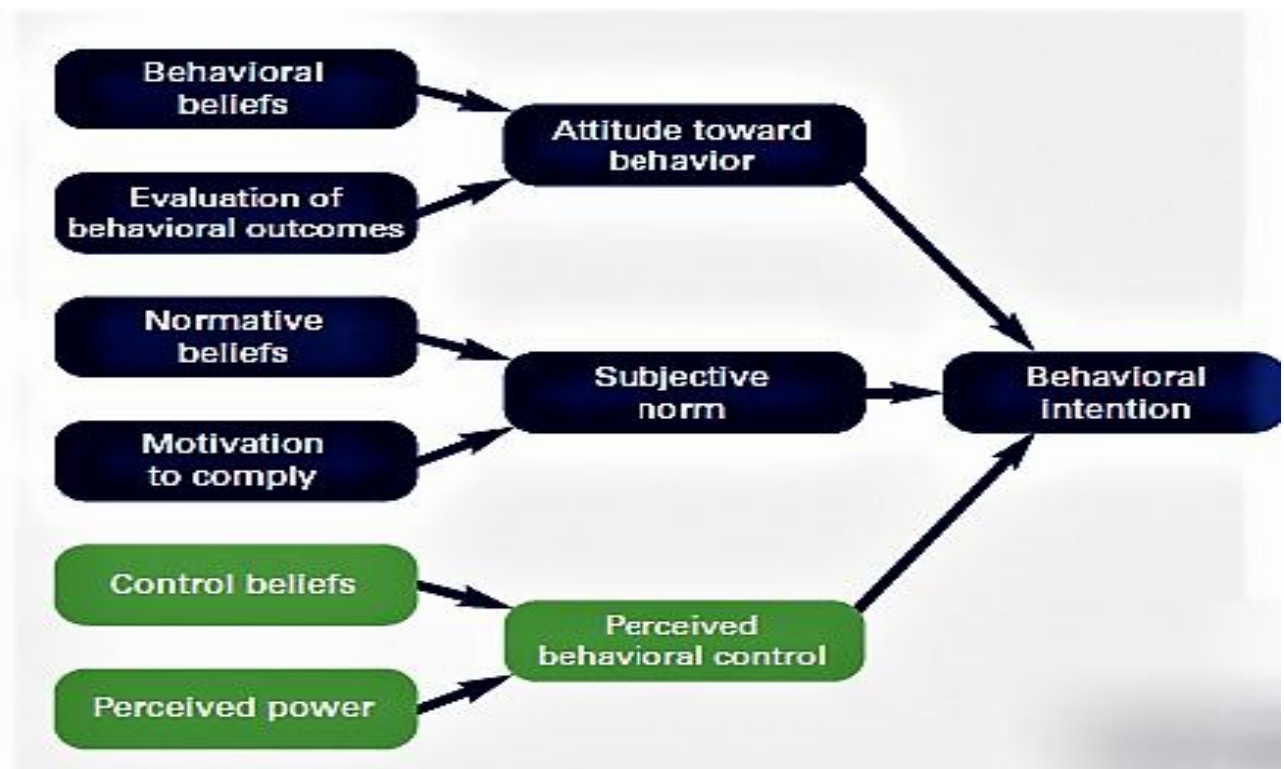 Behavioral
beliefs
Evaluation of
behavioral outcomes
Attitude toward
behavior
Normative
beliefs
Motivation
to comply
Subjective
norm
Behavioral
intention
Control beliefs
Perceived power
Perceived
behavioral control